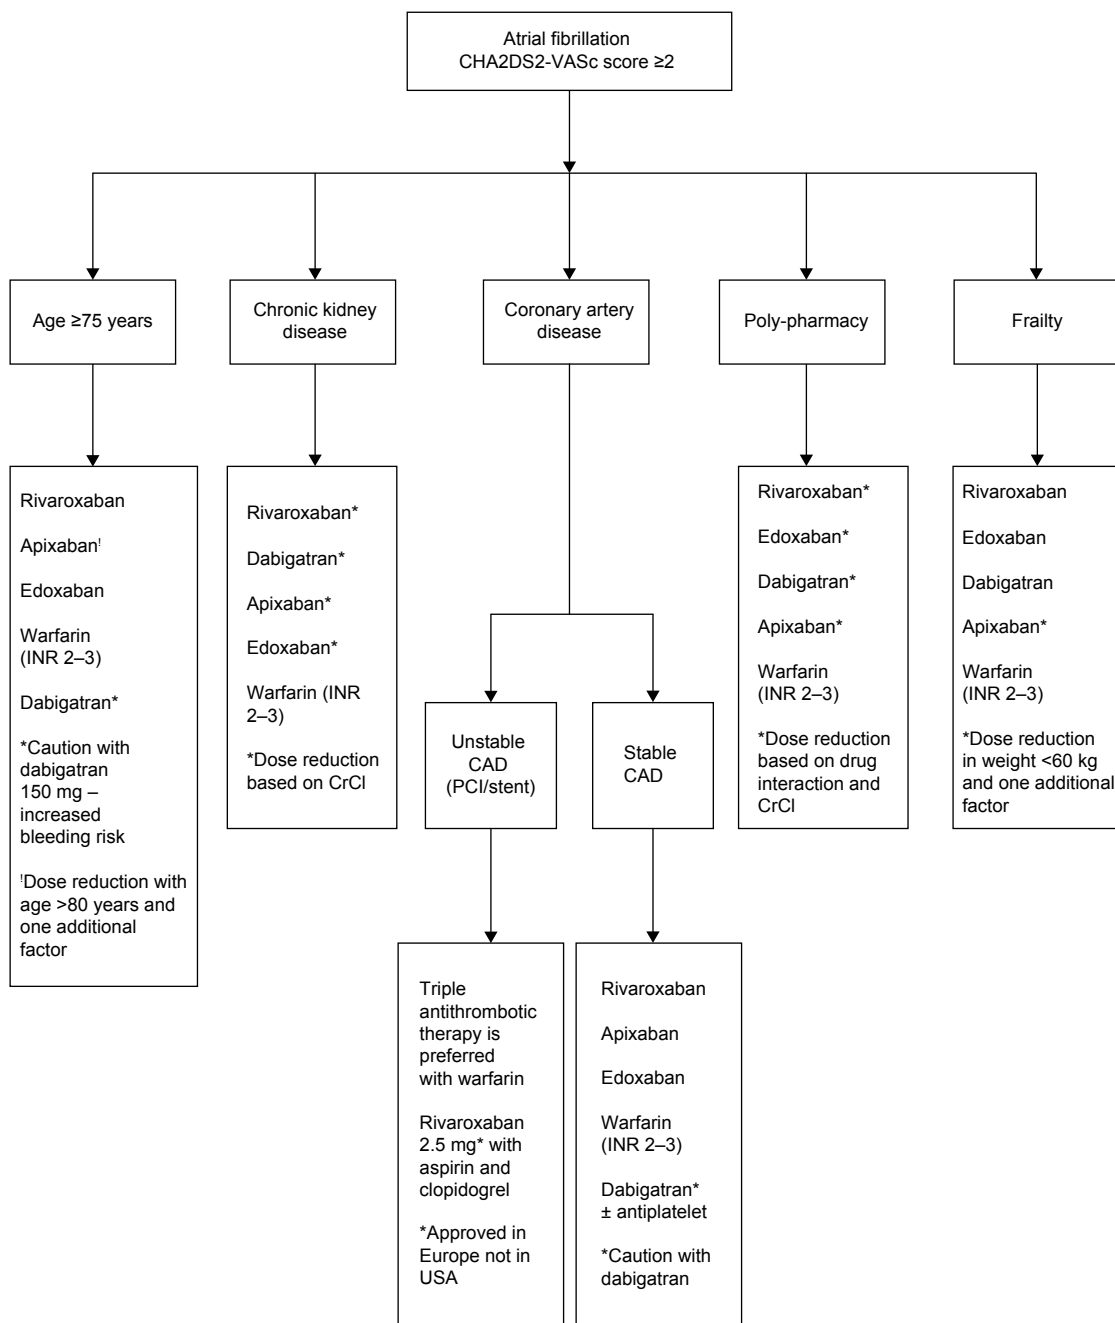 Atrial fibrillation
CHA2DS2-VASc score ≥2
Age ≥75 years
Chronic kidney
disease
Coronary artery
disease
Poly-pharmacy
Frailty
Rivaroxaban
Apixaban!
Edoxaban
Warfarin
(INR 2–3)
Dabigatran*
*Caution with
dabigatran
150 mg –
increased
bleeding risk
!Dose reduction with
age >80 years and
one additional
factor
Rivaroxaban*
Dabigatran*
Apixaban*
Edoxaban*
Warfarin (INR
2–3)
*Dose reduction
based on CrCl
Unstable
CAD
(PCI/stent)
Stable
CAD
Triple
antithrombotic
therapy is
preferred
with warfarin
Rivaroxaban
2.5 mg* with
aspirin and
clopidogrel
*Approved in
Europe not in
USA
Rivaroxaban
Apixaban
Edoxaban
Warfarin
(INR 2–3)
Dabigatran*
± antiplatelet
*Caution with
dabigatran
Rivaroxaban*
Edoxaban*
Dabigatran*
Apixaban*
Warfarin
(INR 2–3)
*Dose reduction
based on drug
interaction and
CrCl
Rivaroxaban
Edoxaban
Dabigatran
Apixaban*
Warfarin
(INR 2–3)
*Dose reduction
in weight <60 kg
and one additional
factor